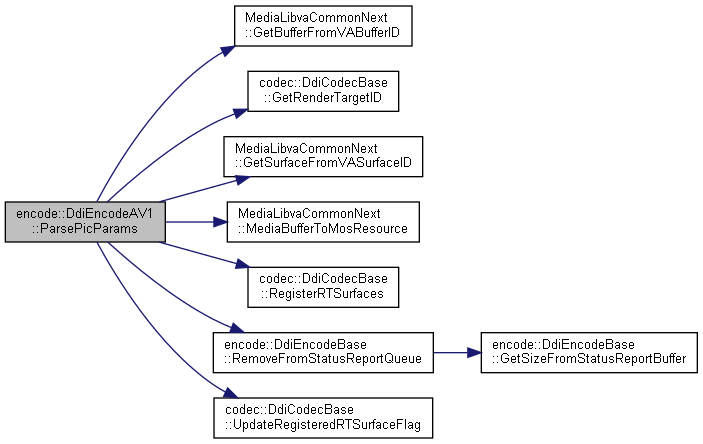 MediaLibvaCommonNext
::GetBufferFromVABufferID
codec::DdiCodecBase
::GetRenderTargetID
MediaLibvaCommonNext
::GetSurfaceFromVASurfaceID
encode::DdiEncodeAV1
::ParsePicParams
MediaLibvaCommonNext
::MediaBufferToMosResource
codec::DdiCodecBase
::RegisterRTSurfaces
encode::DdiEncodeBase
::RemoveFromStatusReportQueue
encode::DdiEncodeBase
::GetSizeFromStatusReportBuffer
codec::DdiCodecBase
::UpdateRegisteredRTSurfaceFlag